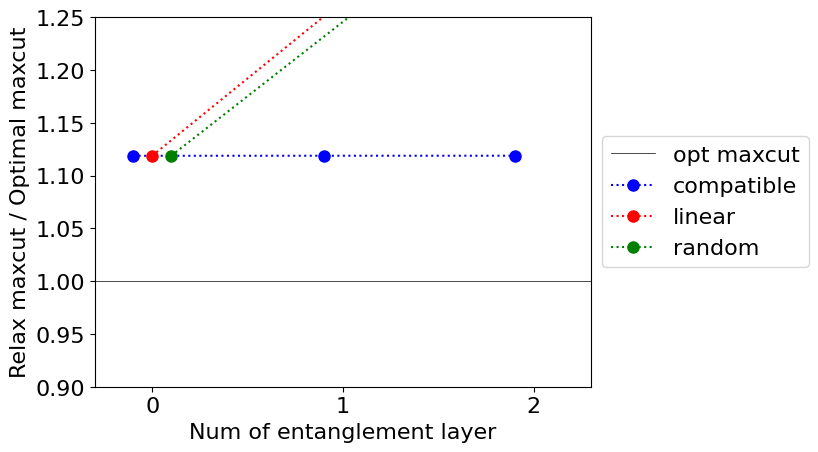 Relax maxcut / Optimal maxcut
1.25
1.20
1.15
1.10
1.05
1.00
0.95
0.90
0
1
2
Num of entanglement layer
opt maxcut
compatible
linear
random